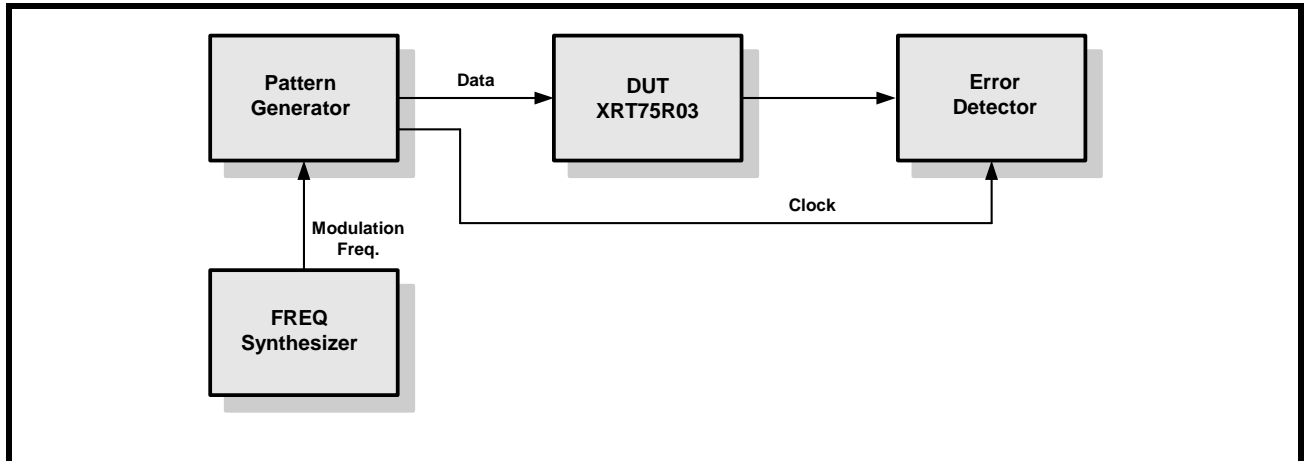 Pattern
Generator
Data
DUT
XRT75R03
Error
Detector
Clock
Modulation
Freq.
FREQ
Synthesizer